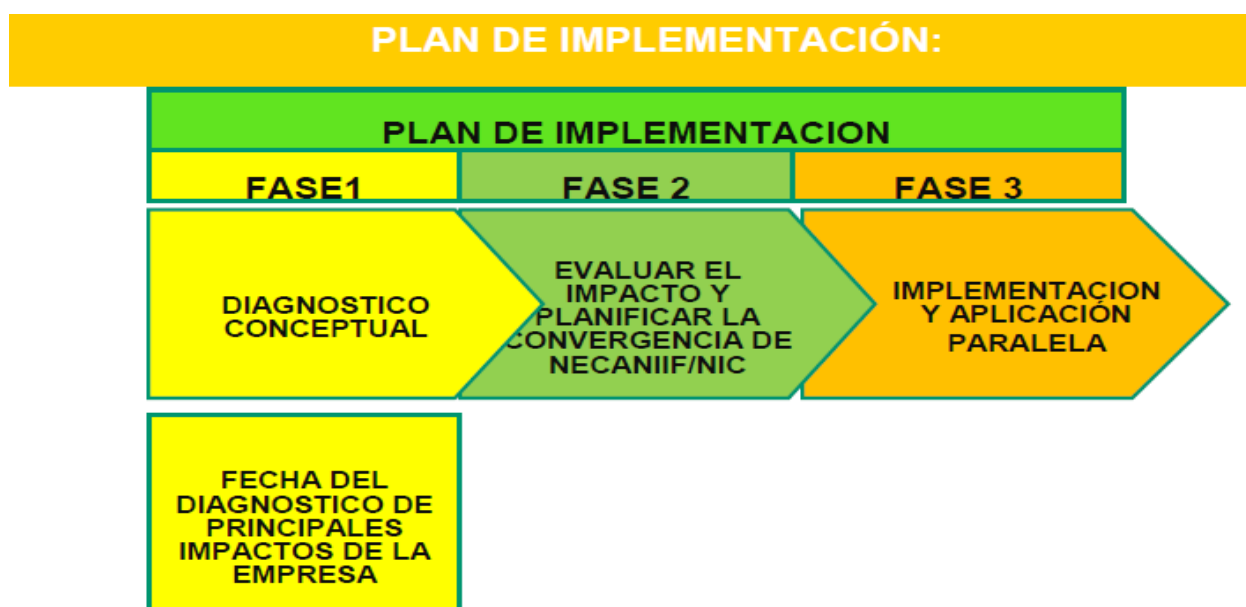 PLAN DE IMPLEMENTACIÓN:
PLAN DE IMPLEMENTACION
FASE1
FASE 2
FASE 3
DIAGNOSTICO
CONCEPTUAL
EVALUAR EL
IMPACTO Y
PLANIFICAR LA
CONVERGENCIA DE
NECANIIF/NIC
IMPLEMENTACION
Y APLICACIÓN
PARALELA
FECHA DEL
DIAGNOSTICO DE
PRINCIPALES
IMPACTOS DE LA
EMPRESA